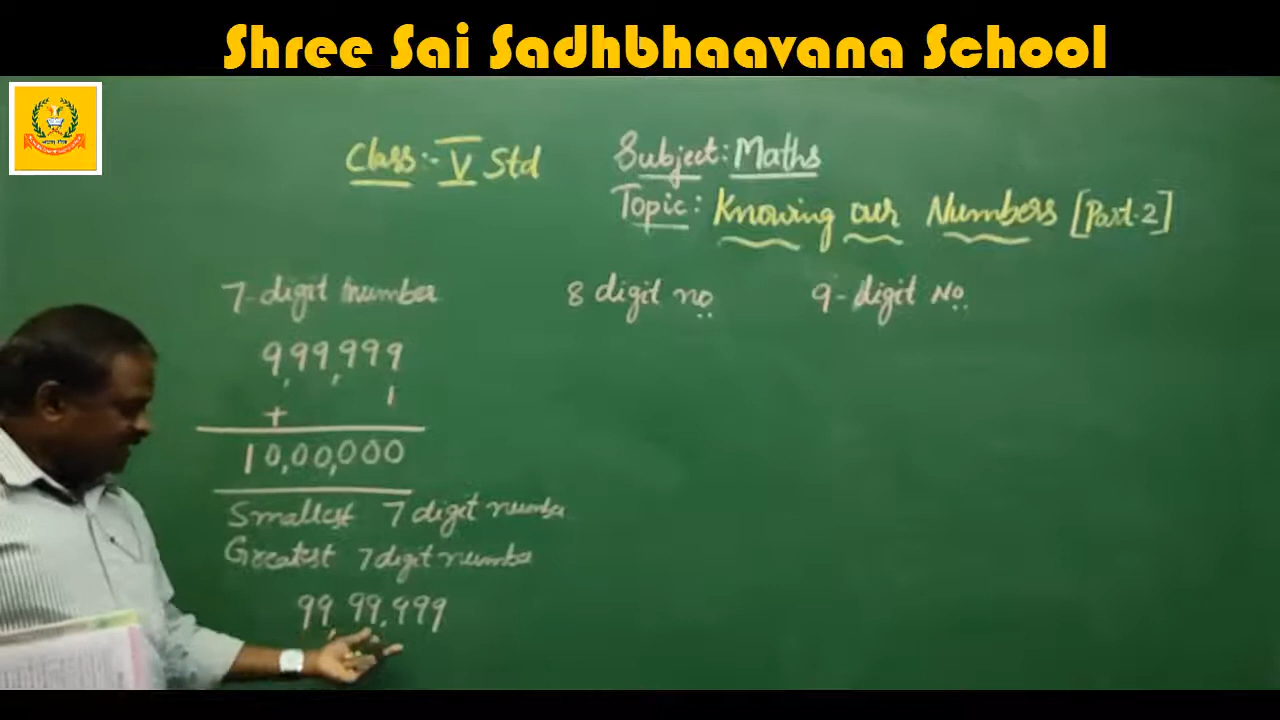 Shree Sai Sadhbhaavana School
Class:- V Std
Subject: Maths
Topic: Knowing our Numbers [Part-2]
7-digit number
8 digit no
9-digit No
9,99,999
+ 1
10,00,000
Smallest 7 digit number
Greatest 7 digit number
99,99,999